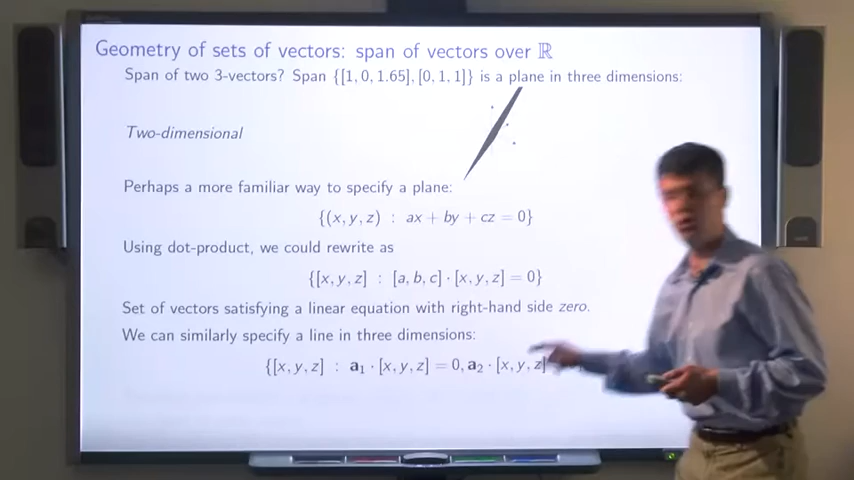 Geometry of sets of vectors: span of vectors over ℝ
Span of two 3-vectors? Span {[1, 0, 1.65], [0, 1, 1]} is a plane in three dimensions:
Two-dimensional
Perhaps a more familiar way to specify a plane:
{(x, y, z) : ax + by + cz = 0}
Using dot-product, we could rewrite as
{[x, y, z] : [a, b, c] · [x, y, z] = 0}
Set of vectors satisfying a linear equation with right-hand side zero.
We can similarly specify a line in three dimensions:
{[x, y, z] : a₁ · [x, y, z] = 0, a₂ · [x, y, z]